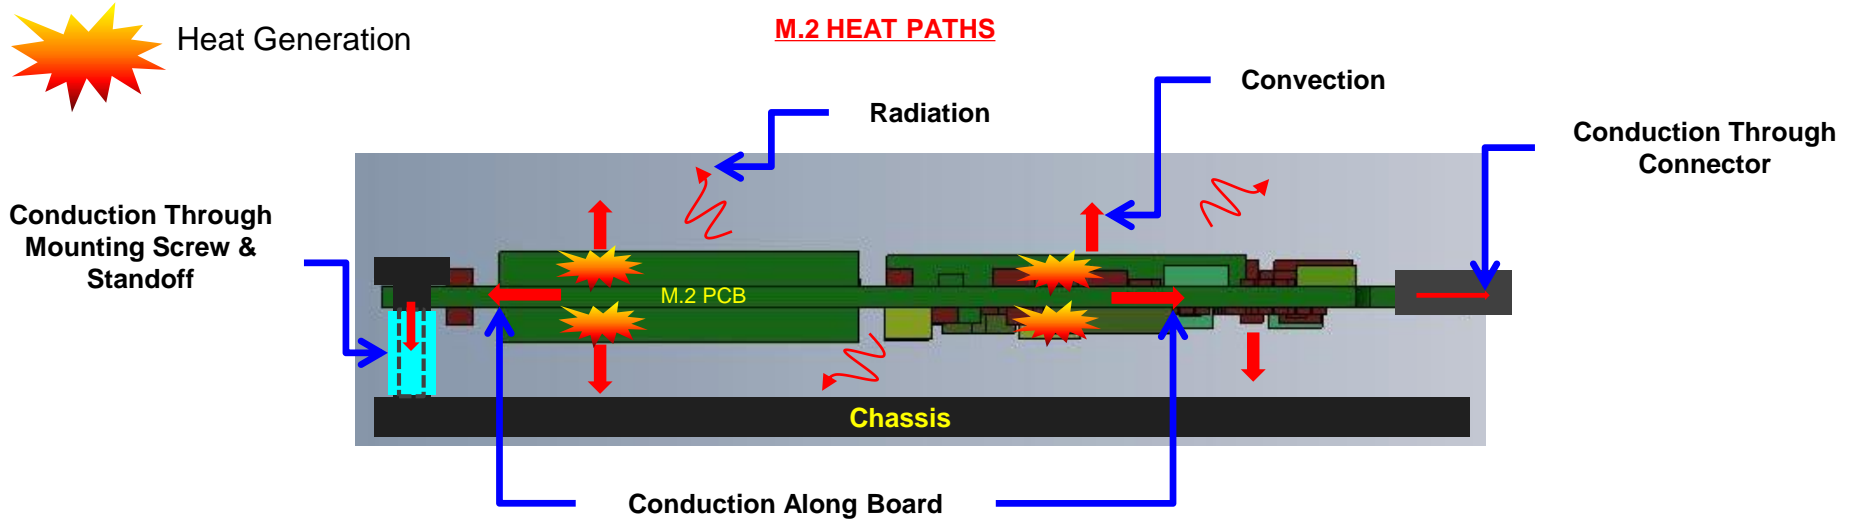 Heat Generation
M.2 HEAT PATHS
Convection
Radiation
Conduction Through
Connector
Conduction Through
Mounting Screw &
Standoff
M.2 PCB
Chassis
Conduction Along Board